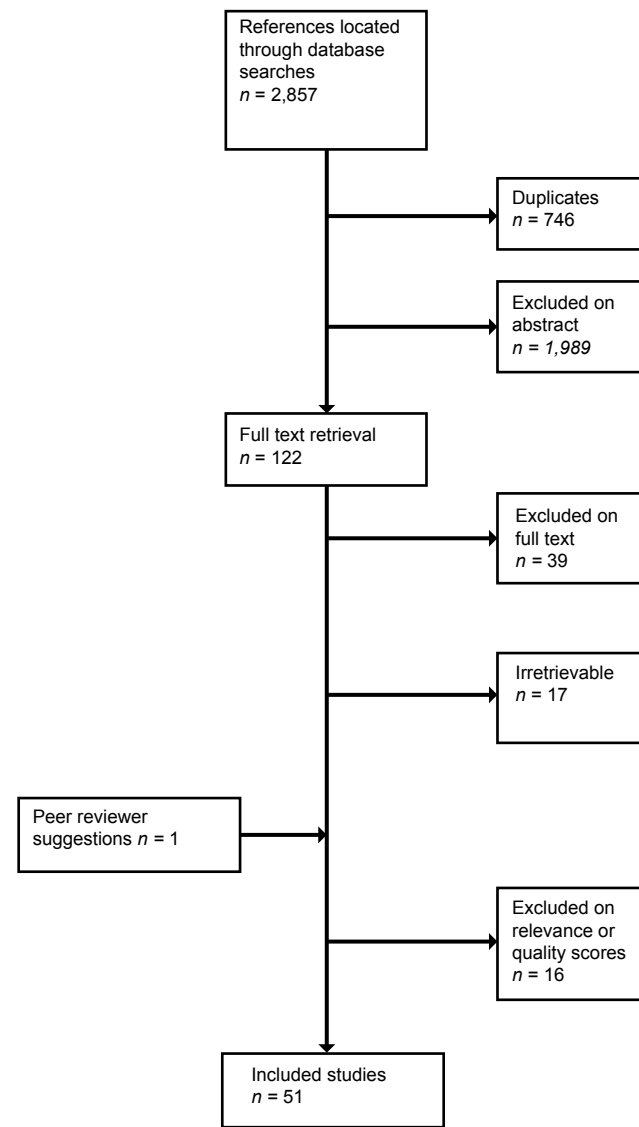 References located
through database
searches
n = 2,857
Duplicates
n = 746
Excluded on
abstract
n = 1,989
Full text retrieval
n = 122
Excluded on
full text
n = 39
Irretrievable
n = 17
Peer reviewer
suggestions n = 1
Excluded on
relevance or
quality scores
n = 16
Included studies
n = 51